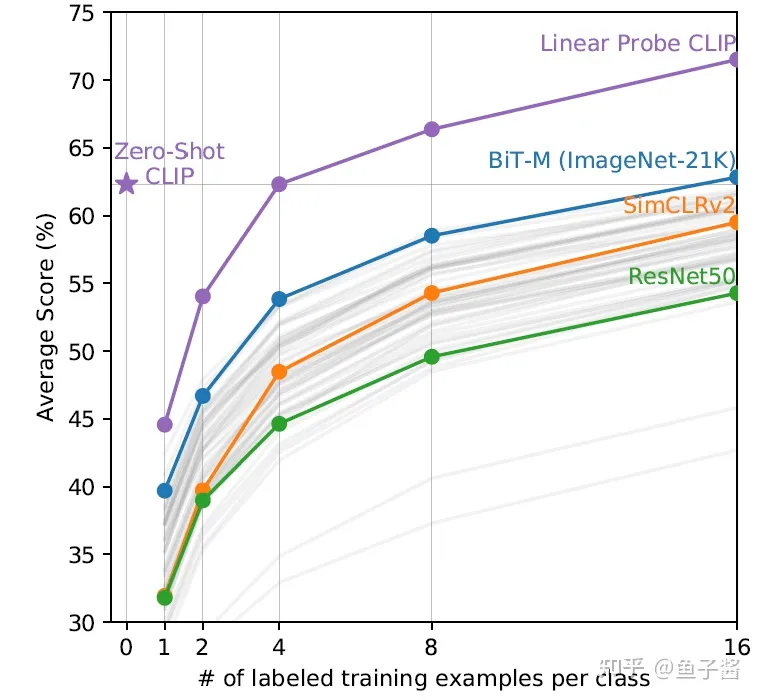 75
70
65
60
55
50
45
40
35
30
Average Score (%)
Linear Probe CLIP
Zero-Shot
CLIP
BiT-M (ImageNet-21K)
SimCLRv2
ResNet50
0 1 2 4 8 16
# of labeled training examples per class
知乎 @鱼子酱